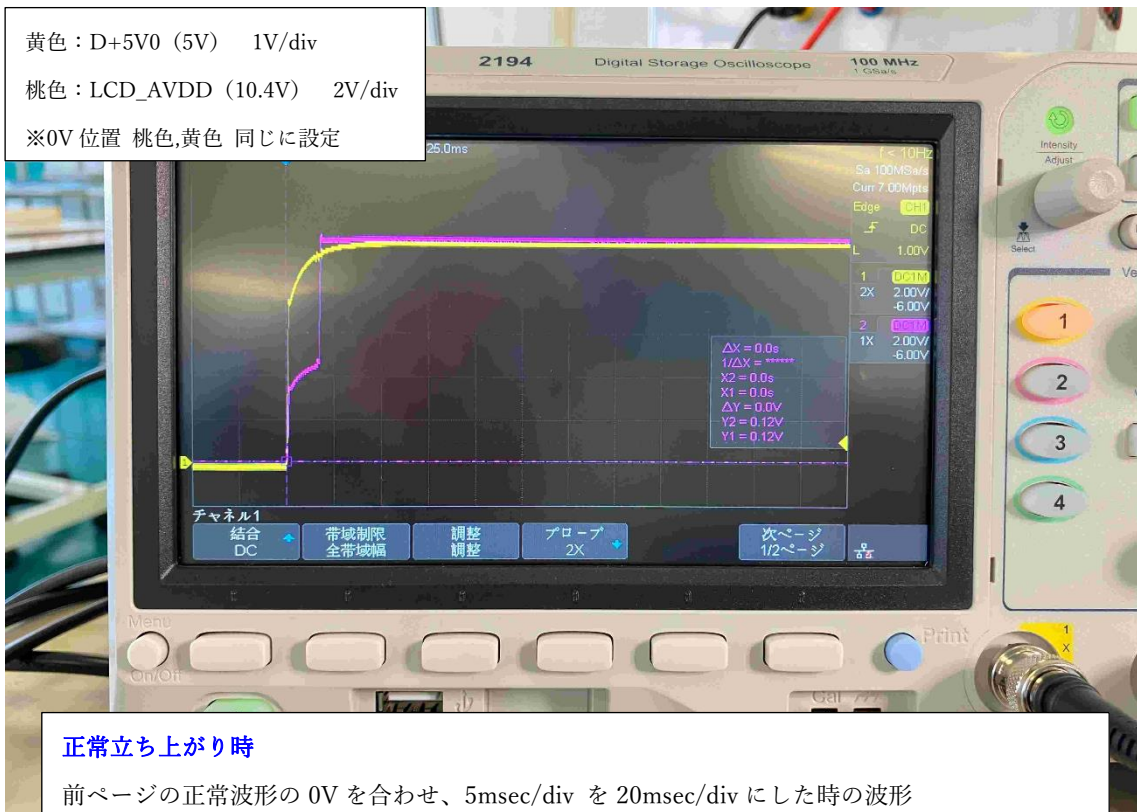 黄色：D+5V0（5V） 1V/div
桃色：LCD_AVDD（10.4V） 2V/div
※0V 位置 桃色,黄色 同じに設定
2194 Digital Storage Oscilloscope 100 MHz
1 GSa/s
25.0ms
f < 10Hz
Sa 100MSa/s
Curr 7.00Mpts
Edge CH1
DC
L 1.00V
1 DC1M
2X 2.00V/
-6.00V
2 DC1M
1X 2.00V/
-6.00V
ΔX = 0.0s
1/ΔX = ******
X2 = 0.0s
X1 = 0.0s
ΔY = 0.0V
Y2 = 0.12V
Y1 = 0.12V
1
チャネル1
結合
DC
帯域制限
全帯域幅
調整
調整
プローブ
2X
次ページ
1/2ページ
Intensity
Adjust
Select
Ve
1
2
3
4
Menu
On/Off
Print
1
X
Gal
正常立ち上がり時
前ページの正常波形の 0V を合わせ、5msec/div を 20msec/div にした時の波形